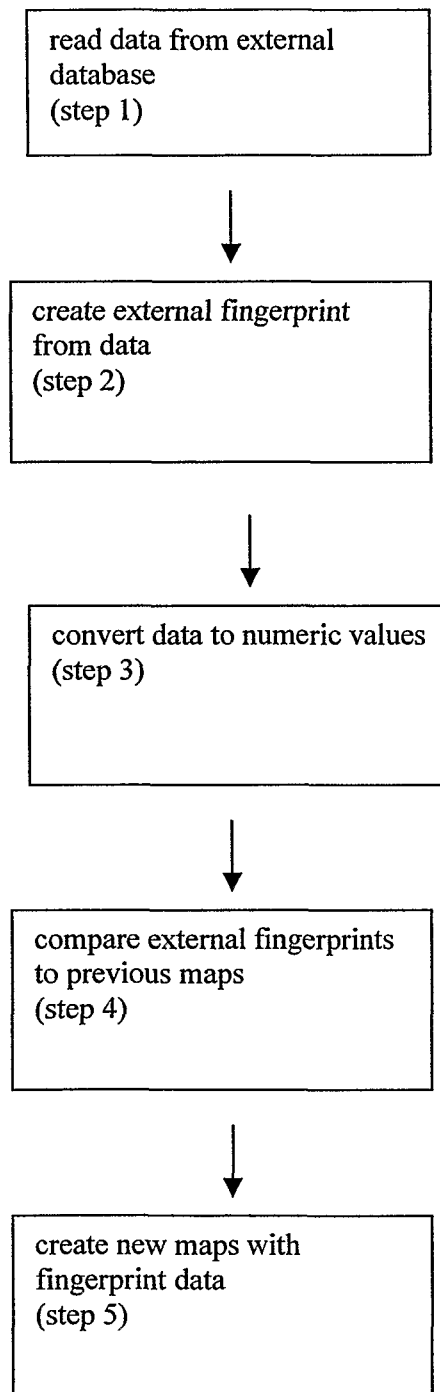 read data from external
database
(step 1)
create external fingerprint
from data
(step 2)
convert data to numeric values
(step 3)
compare external fingerprints
to previous maps
(step 4)
create new maps with
fingerprint data
(step 5)